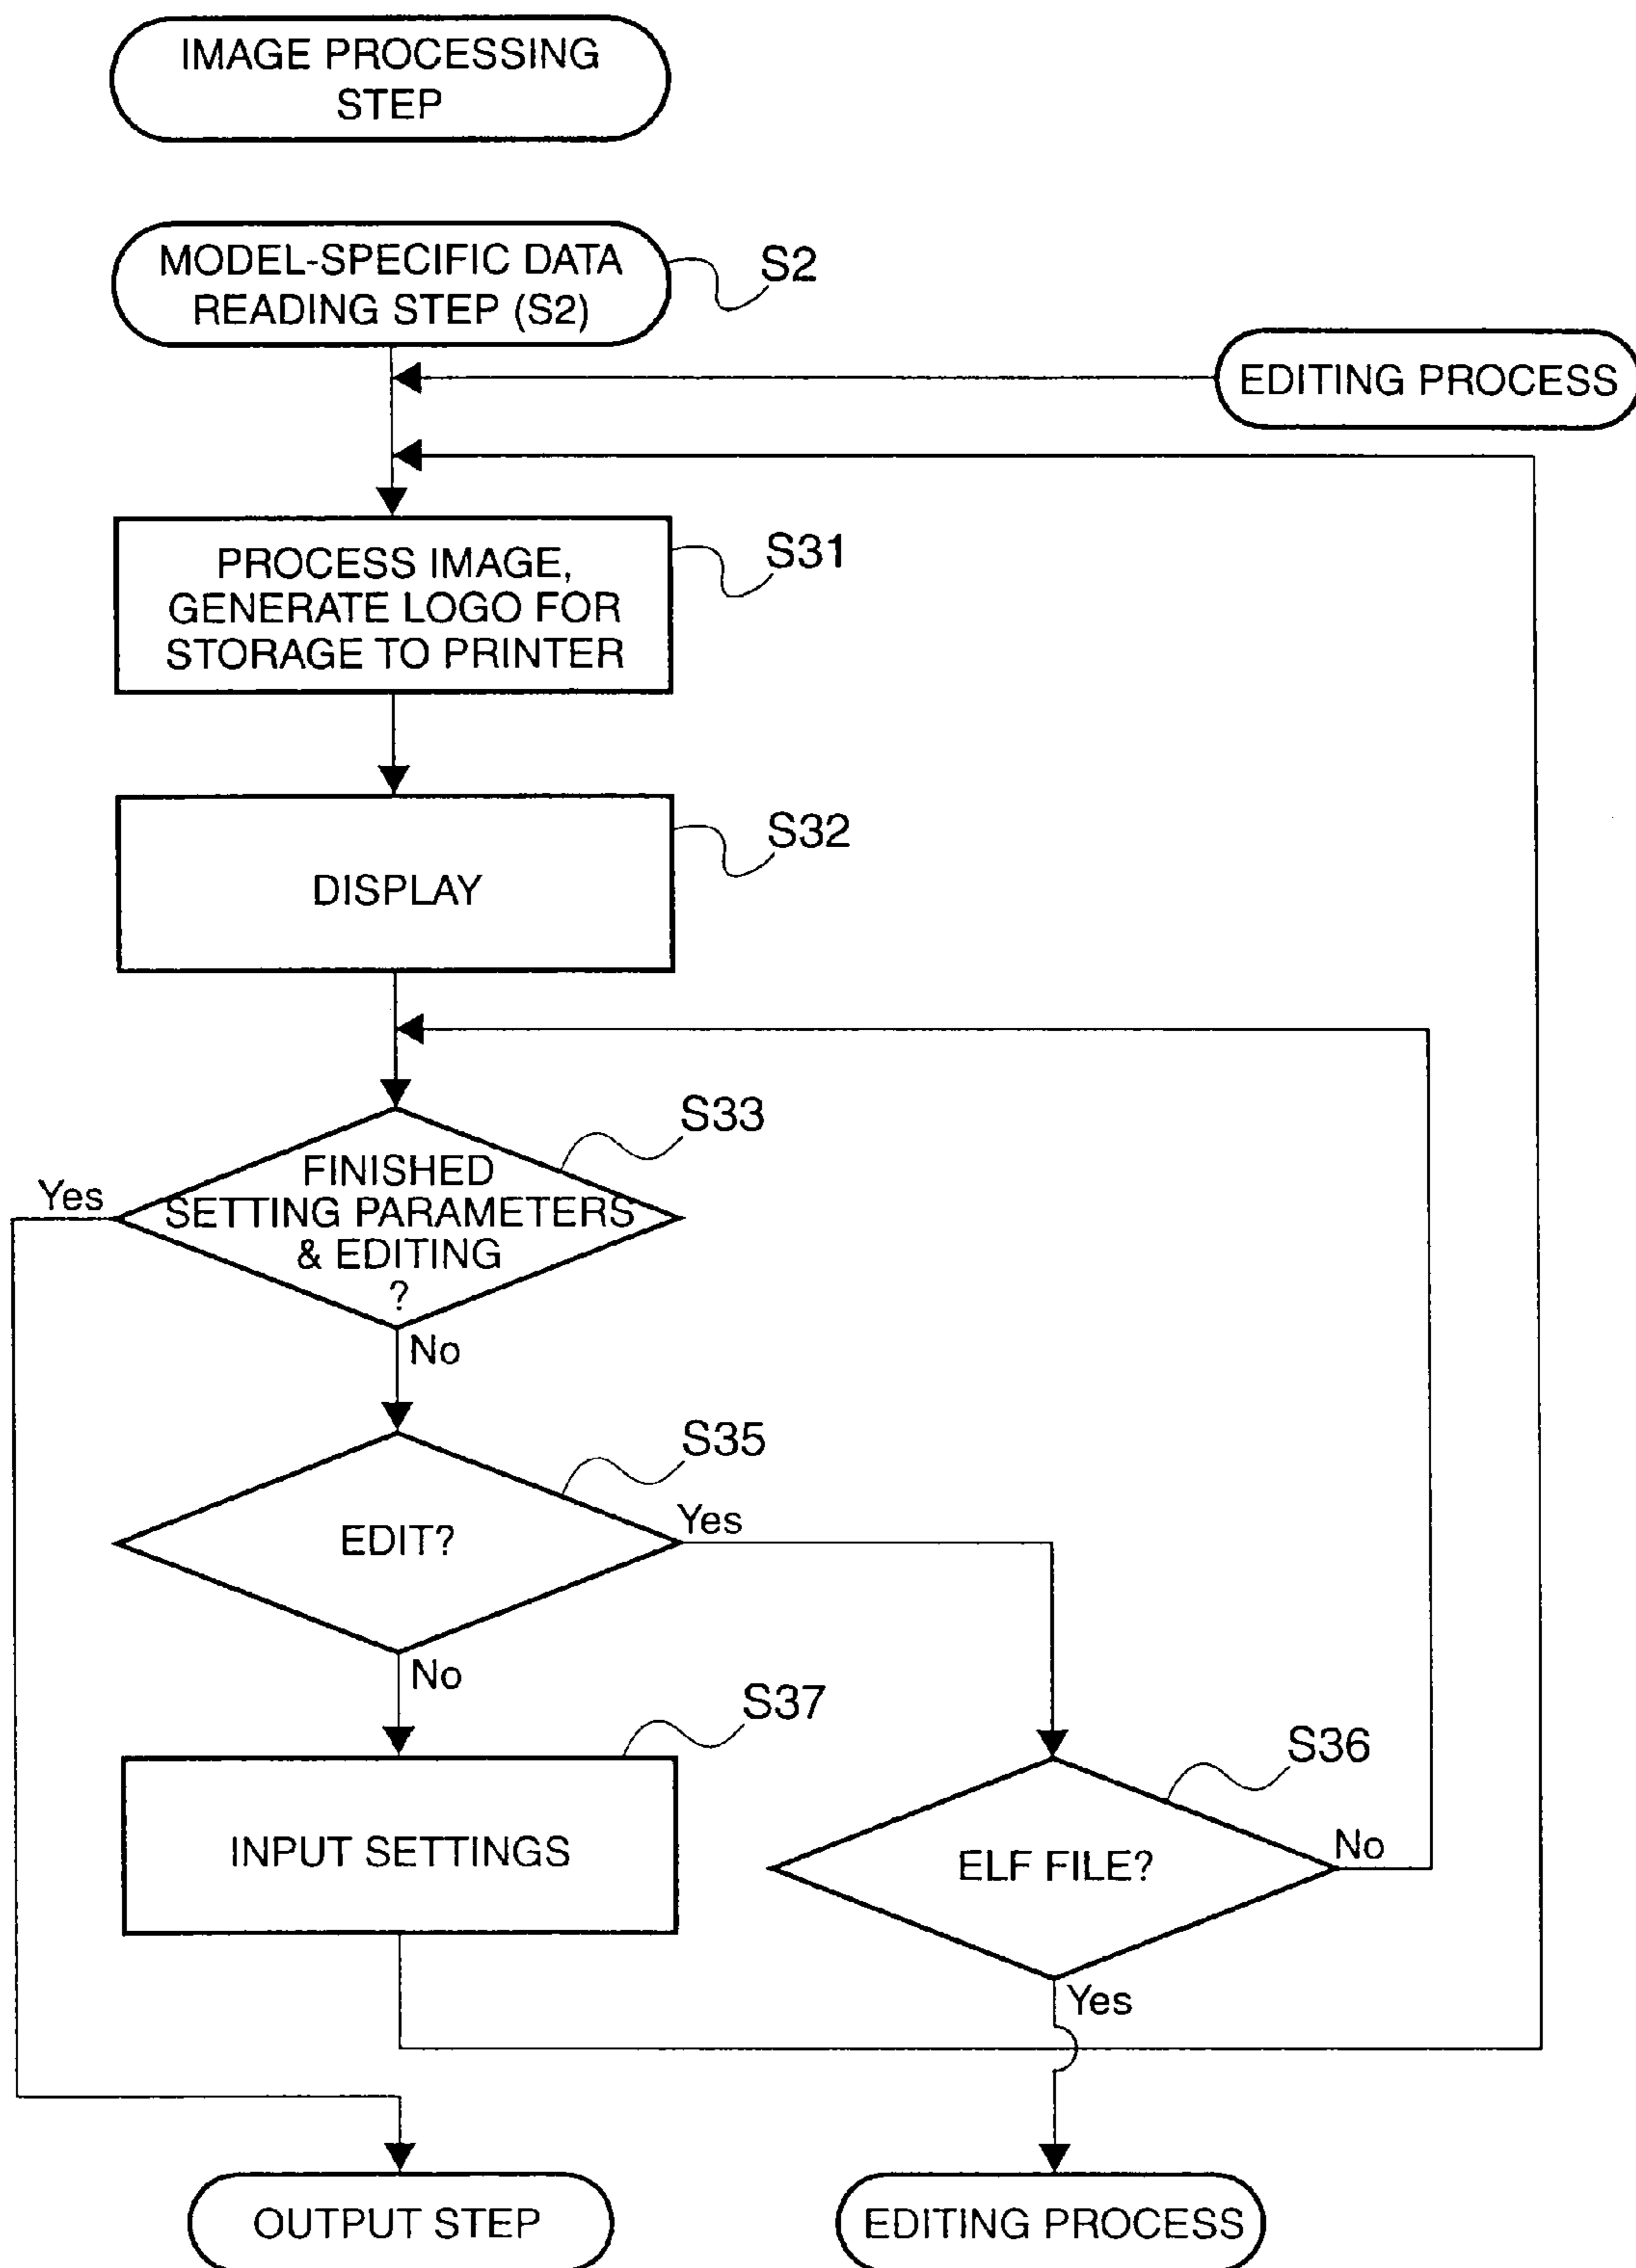 IMAGE PROCESSING
STEP
MODEL-SPECIFIC DATA
READING STEP (S2)
S2
EDITING PROCESS
PROCESS IMAGE,
GENERATE LOGO FOR
STORAGE TO PRINTER
S31
DISPLAY
S32
FINISHED
SETTING PARAMETERS
& EDITING
?
S33
Yes
No
EDIT?
S35
Yes
No
INPUT SETTINGS
S37
ELF FILE?
S36
No
Yes
OUTPUT STEP
EDITING PROCESS